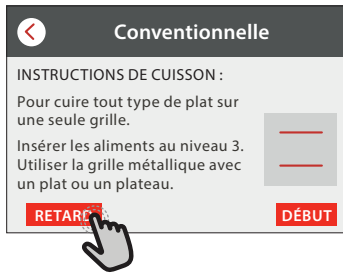 Conventionnelle
INSTRUCTIONS DE CUISSON :
Pour cuire tout type de plat sur
une seule grille.
Insérer les aliments au niveau 3.
Utiliser la grille métallique avec
un plat ou un plateau.
RETARD
DÉBUT